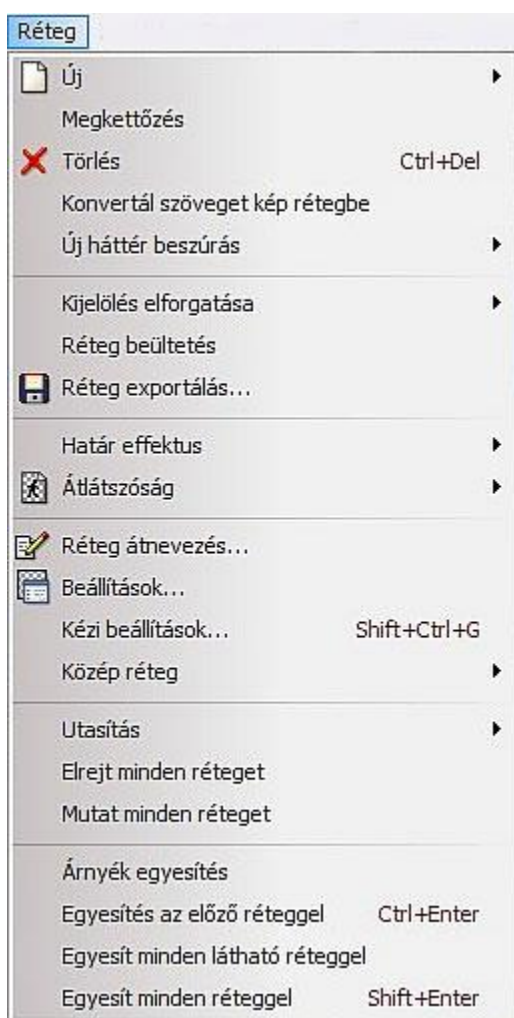 Réteg
Új
Megkettőzés
Törlés Ctrl+Del
Konvertál szöveget kép rétegbe
Új háttér beszúrás
Kijelölés elforgatása
Réteg beültetés
Réteg exportálás...
Határ effektus
Átlátszóság
Réteg átnevezés...
Beállítások...
Kézi beállítások... Shift+Ctrl+G
Közép réteg
Utasítás
Elrejt minden réteget
Mutat minden réteget
Árnyék egyesítés
Egyesítés az előző réteggel Ctrl+Enter
Egyesít minden látható réteggel
Egyesít minden réteggel Shift+Enter